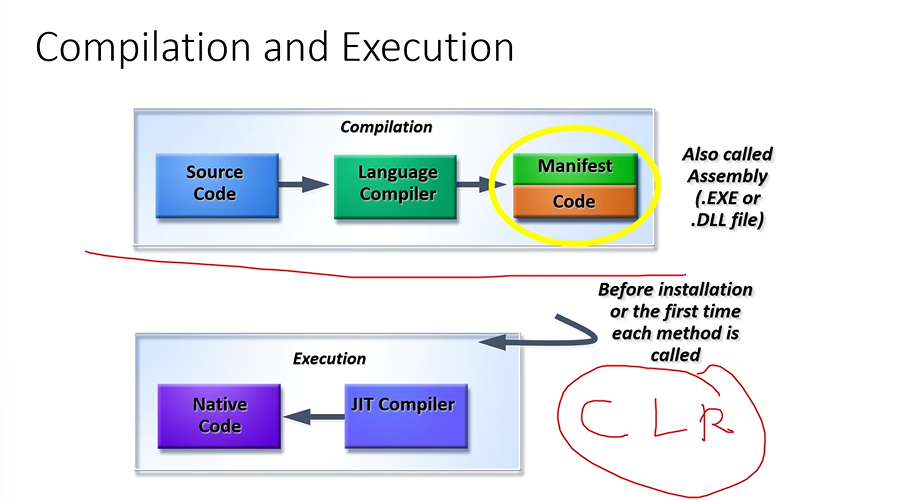 Compilation and Execution
Compilation
Source
Code
Language
Compiler
Manifest
Code
Also called
Assembly
(.EXE or
.DLL file)
Before installation
or the first time
each method is
called
Execution
Native
Code
JIT Compiler
CLR